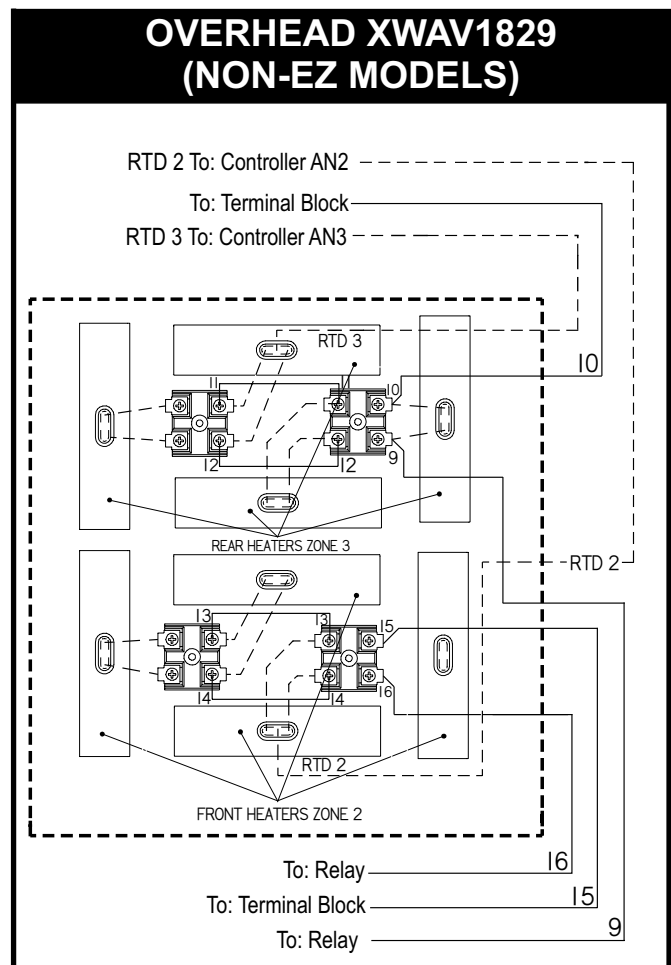 OVERHEAD XWAV1829
(NON-EZ MODELS)
RTD 2 To: Controller AN2
To: Terminal Block
RTD 3 To: Controller AN3
RTD 3
10
11
11
10
12
12
9
REAR HEATERS ZONE 3
RTD 2
13
13
15
14
14
16
RTD 2
FRONT HEATERS ZONE 2
To: Relay
16
To: Terminal Block
15
To: Relay
9